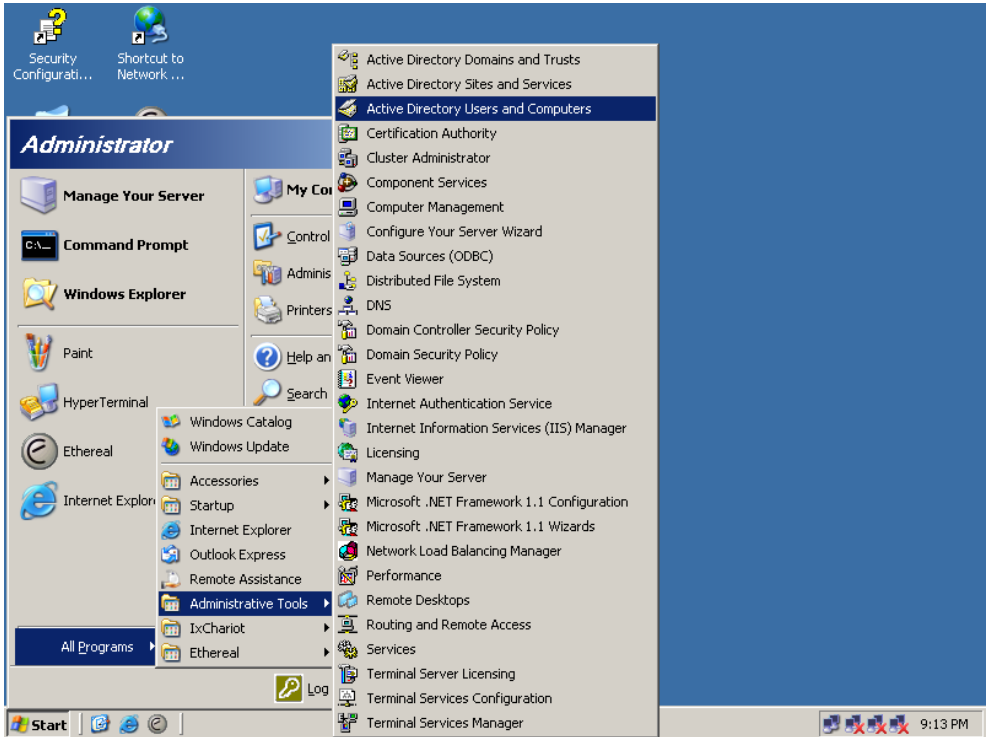 Security
Configurati...
Shortcut to
Network ...
Administrator
Manage Your Server
C:\_
Command Prompt
Windows Explorer
Paint
HyperTerminal
Ethereal
Internet Explor
All Programs
My Co
Control
Adminis
Printers
Help an
Search
Log
Windows Catalog
Windows Update
Accessories
Startup
Internet Explorer
Outlook Express
Remote Assistance
Administrative Tools
IxChariot
Ethereal
Active Directory Domains and Trusts
Active Directory Sites and Services
Active Directory Users and Computers
Certification Authority
Cluster Administrator
Component Services
Computer Management
Configure Your Server Wizard
Data Sources (ODBC)
Distributed File System
DNS
Domain Controller Security Policy
Domain Security Policy
Event Viewer
Internet Authentication Service
Internet Information Services (IIS) Manager
Licensing
Manage Your Server
Microsoft .NET Framework 1.1 Configuration
Microsoft .NET Framework 1.1 Wizards
Network Load Balancing Manager
Performance
Remote Desktops
Routing and Remote Access
Services
Terminal Server Licensing
Terminal Services Configuration
Terminal Services Manager
Start
9:13 PM